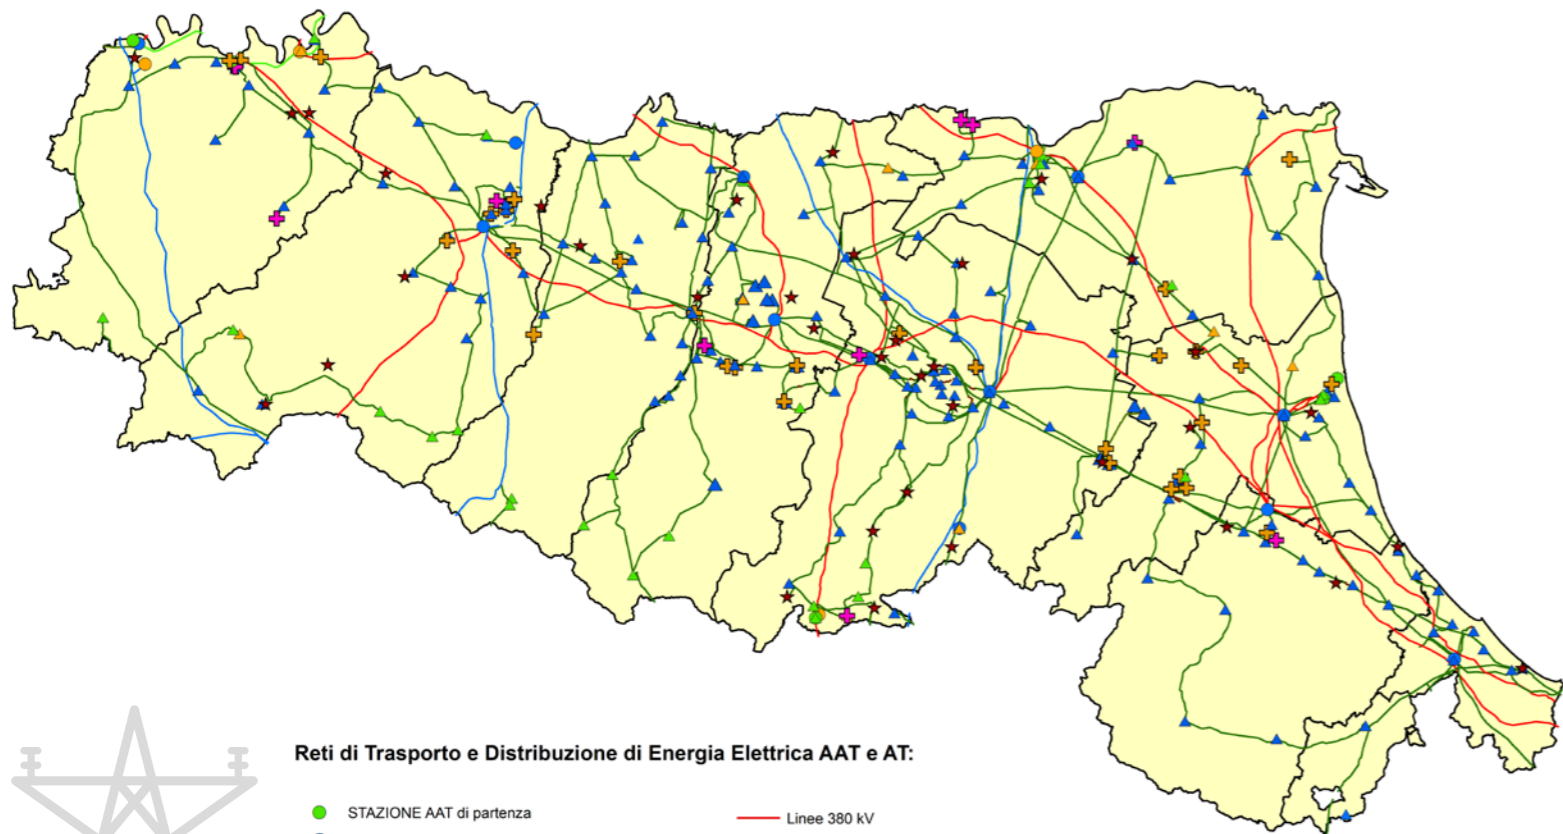 Reti di Trasporto e Distribuzione di Energia Elettrica AAT e AT:
STAZIONE AAT di partenza
Linee 380 kV